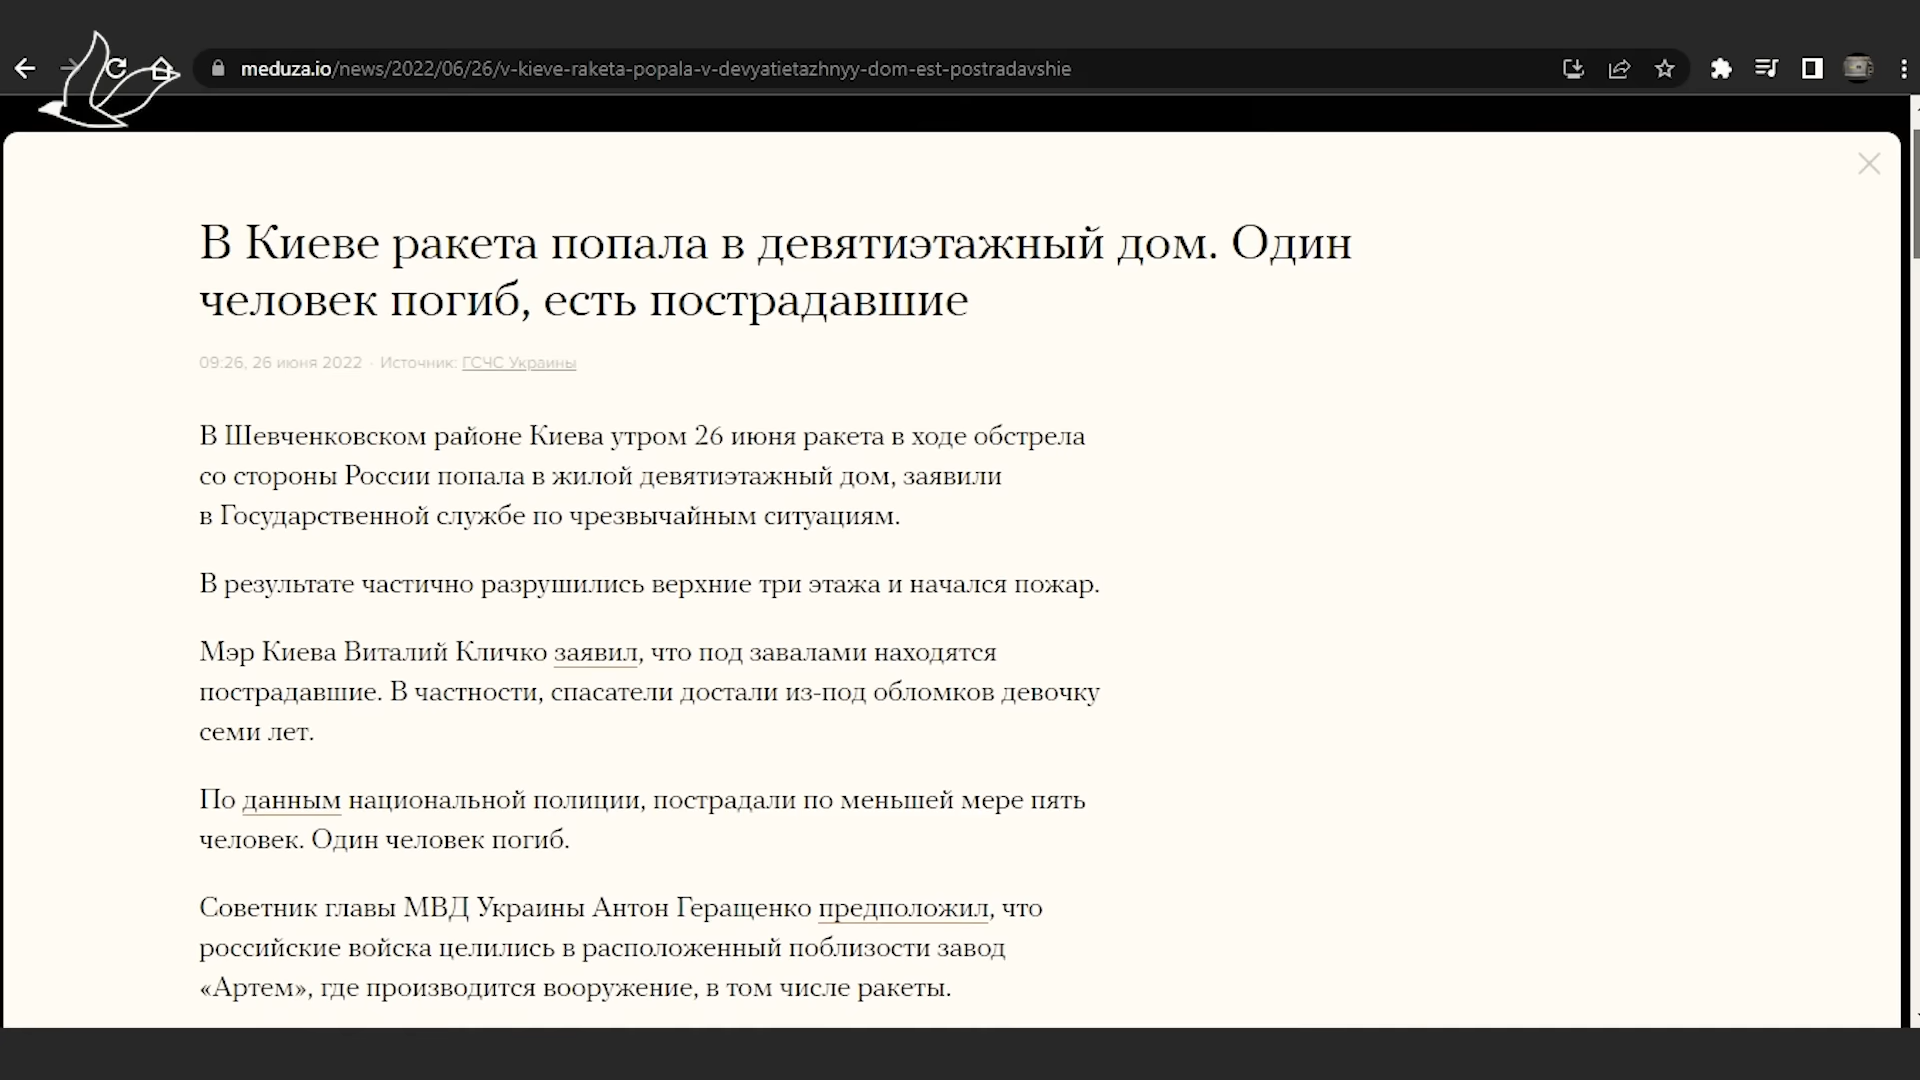 meduza.io/news/2022/06/26/v-kieve-raketa-popala-v-devyatietazhnyy-dom-est-postradavshie
В Киеве ракета попала в девятиэтажный дом. Один
человек погиб, есть пострадавшие
09:26, 26 июня 2022 · Источник: ГСЧС Украины
В Шевченковском районе Киева утром 26 июня ракета в ходе обстрела
со стороны России попала в жилой девятиэтажный дом, заявили
в Государственной службе по чрезвычайным ситуациям.
В результате частично разрушились верхние три этажа и начался пожар.
Мэр Киева Виталий Кличко заявил, что под завалами находятся
пострадавшие. В частности, спасатели достали из-под обломков девочку
семи лет.
По данным национальной полиции, пострадали по меньшей мере пять
человек. Один человек погиб.
Советник главы МВД Украины Антон Геращенко предположил, что
российские войска целились в расположенный поблизости завод
«Артем», где производится вооружение, в том числе ракеты.